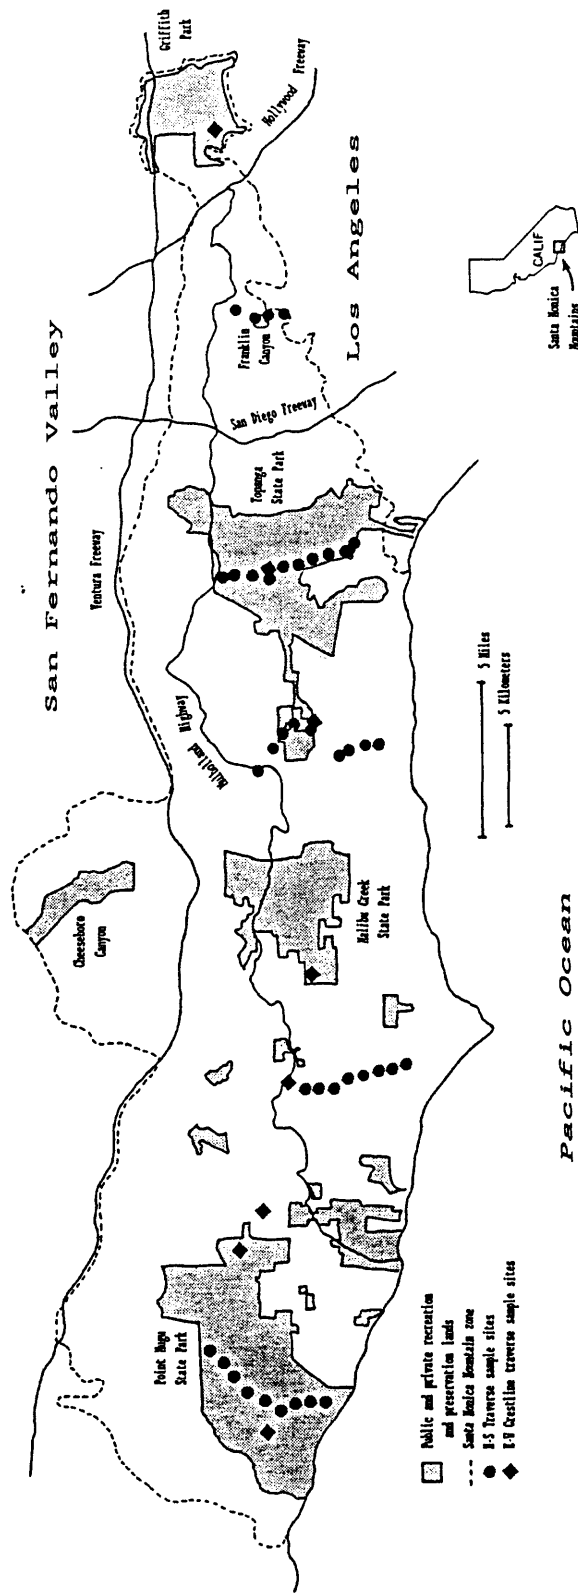 San Fernando Valley
Ventura Freeway
Griffith
Park
Hollywood Freeway
Los Angeles
Franklin
Canyon
San Diego Freeway
Topanga
State Park
Mulholland Highway
Cheeseboro
Canyon
Malibu Creek
State Park
Point Mugu
State Park
Pacific Ocean
5 Miles
5 Kilometers
CALIF
Santa Monica
Mountains
Public and private recreation
and preservation lands
Santa Monica Mountain zone
N-S Traverse sample sites
E-W Crestline traverse sample sites